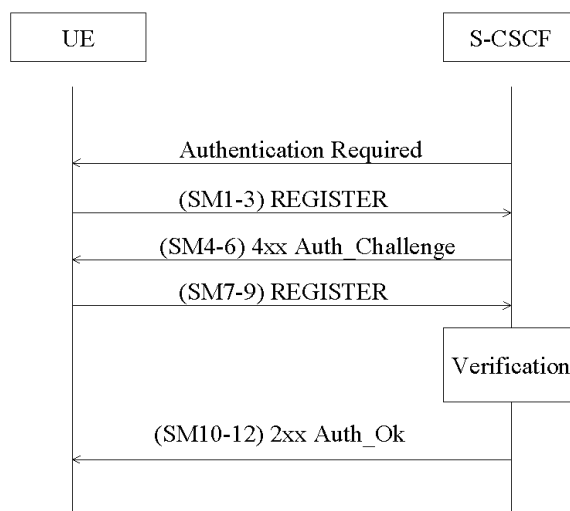 UE
S-CSCF
Authentication Required
(SM1-3) REGISTER
(SM4-6) 4xx Auth_Challenge
(SM7-9) REGISTER
Verification
(SM10-12) 2xx Auth_Ok